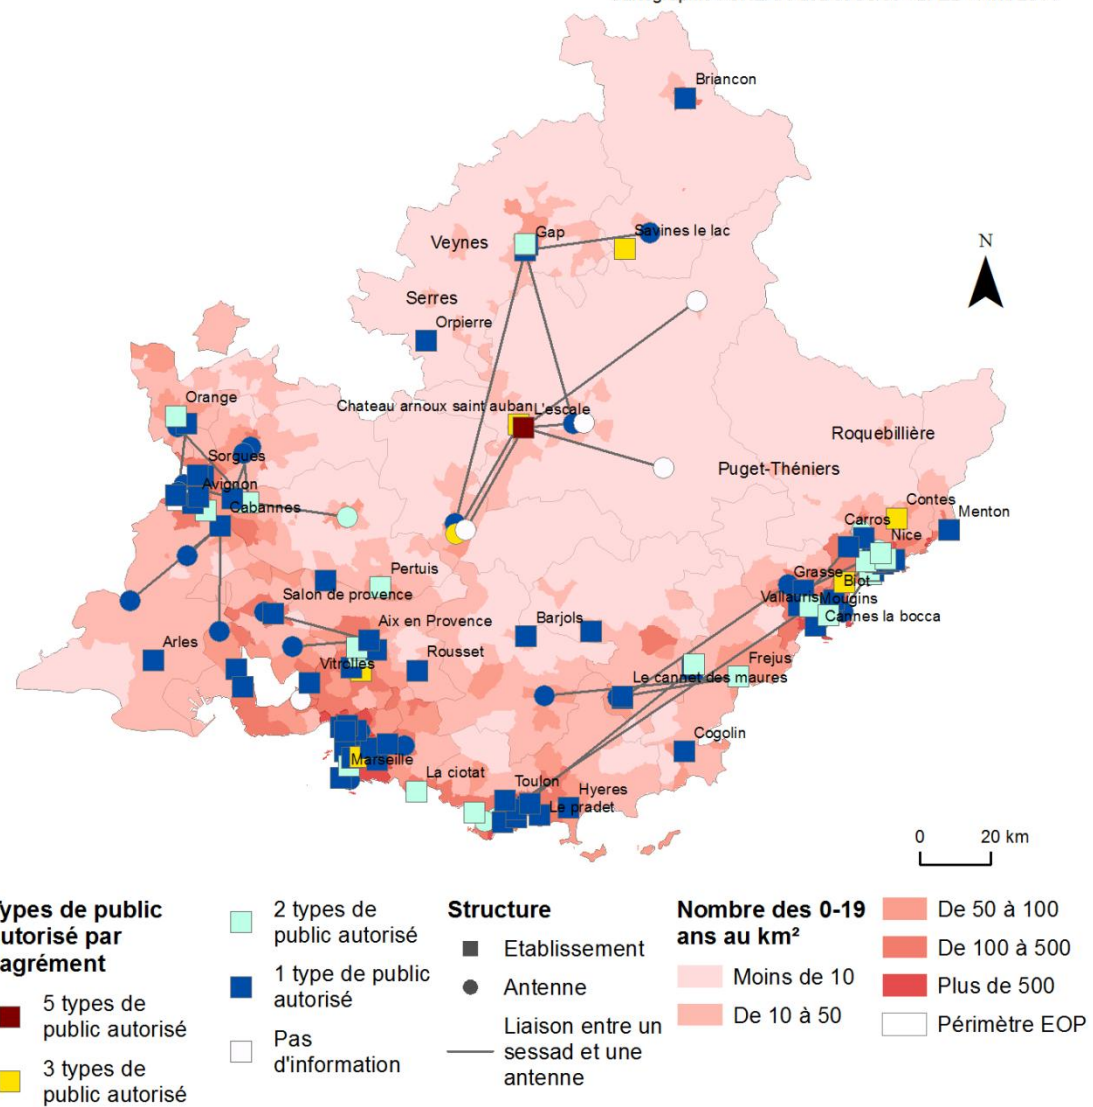 Briancon
N
Savines le lac
Gap
Veynes
Serres
Orpierre
Orange
Chateau arnoux saint auban
L'escale
Roquebillière
Sorgues
Puget-Théniers
Avignon
Contes
Cabannes
Menton
Carros
Nice
Pertuis
Grasse
Biot
Salon de provence
Vallauris
Mougins
Barjols
Cannes la bocca
Aix en Provence
Arles
Rousset
Frejus
Vitrolles
Le cannet des maures
Cogolin
Marseille
La ciotat
Toulon
Hyeres
Le pradet
0 20 km
ypes de public
utorisé par
agrément
5 types de
public autorisé
3 types de
public autorisé
2 types de
public autorisé
1 type de public
autorisé
Pas
d'information
Structure
Etablissement
Antenne
Liaison entre un
sessad et une
antenne
Nombre des 0-19
ans au km²
Moins de 10
De 10 à 50
De 50 à 100
De 100 à 500
Plus de 500
Périmètre EOP